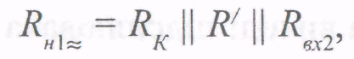 Rн1≈ = RК ∥ R′ ∥ Rвх2,